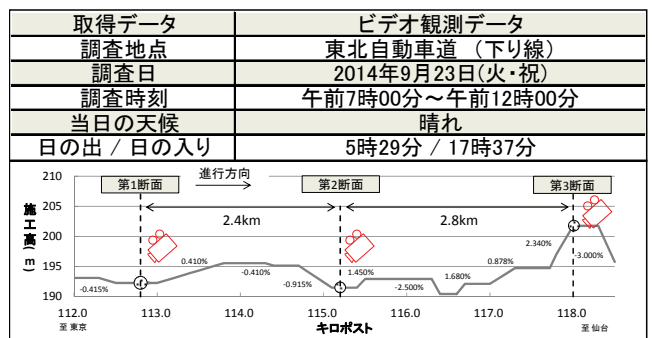 取得データ ビデオ観測データ
調査地点 東北自動車道 (下り線)
調査日 2014年9月23日(火・祝)
調査時刻 午前7時00分～午前12時00分
当日の天候 晴れ
日の出 / 日の入り 5時29分 / 17時37分
210
205
200
195
190
施工高(m)
第1断面 進行方向 第2断面 第3断面
2.4km 2.8km
-0.415% 0.410% -0.410% -0.915% 1.450% -2.500% 1.680% 0.878% 2.340% -3.000%
112.0 113.0 114.0 115.0 116.0 117.0 118.0
至 東京 キロポスト 至 仙台